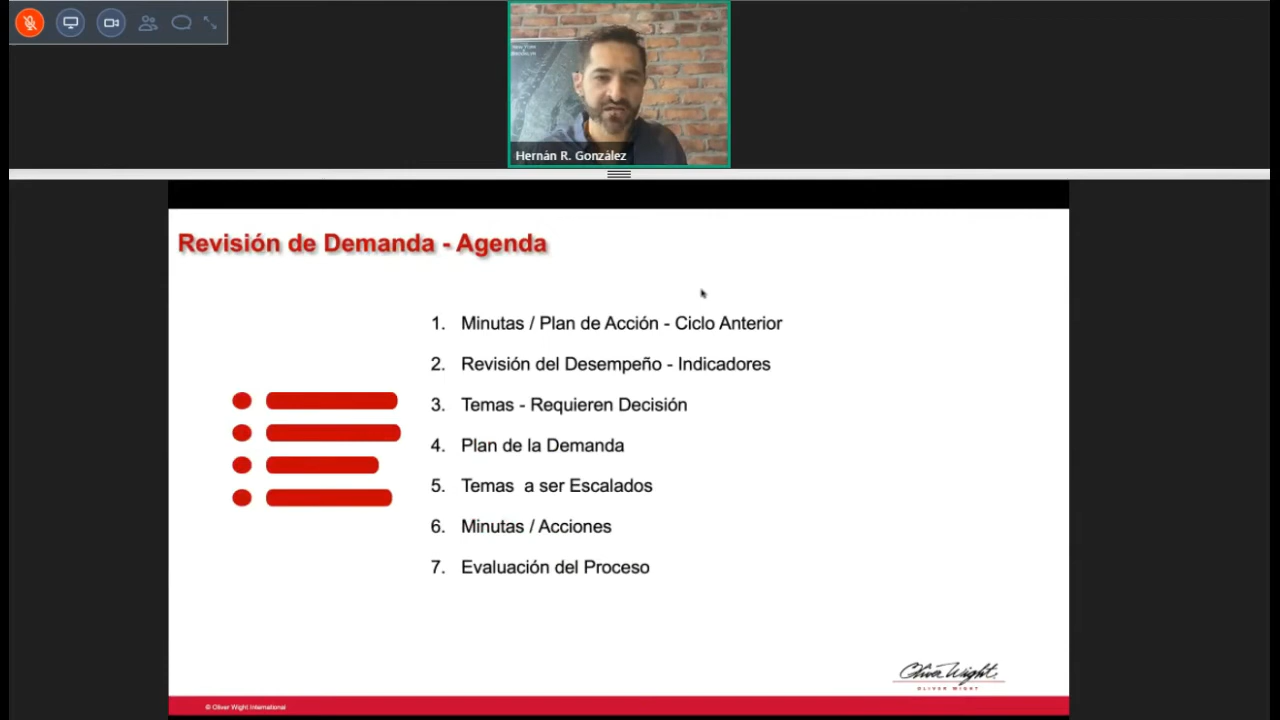 Hernán R. González
Revisión de Demanda - Agenda
1. Minutas / Plan de Acción - Ciclo Anterior
2. Revisión del Desempeño - Indicadores
3. Temas - Requieren Decisión
4. Plan de la Demanda
5. Temas  a ser Escalados
6. Minutas / Acciones
7. Evaluación del Proceso
Oliver Wight
OLIVER WIGHT
© Oliver Wight International